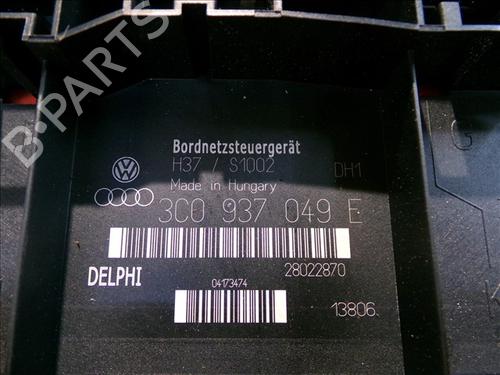 B-PARTS
Bordnetzsteuergerät
H37 / S1002
DH1
Made in Hungary
3C0 937 049 E
DELPHI
28022870
04173474
13806
G